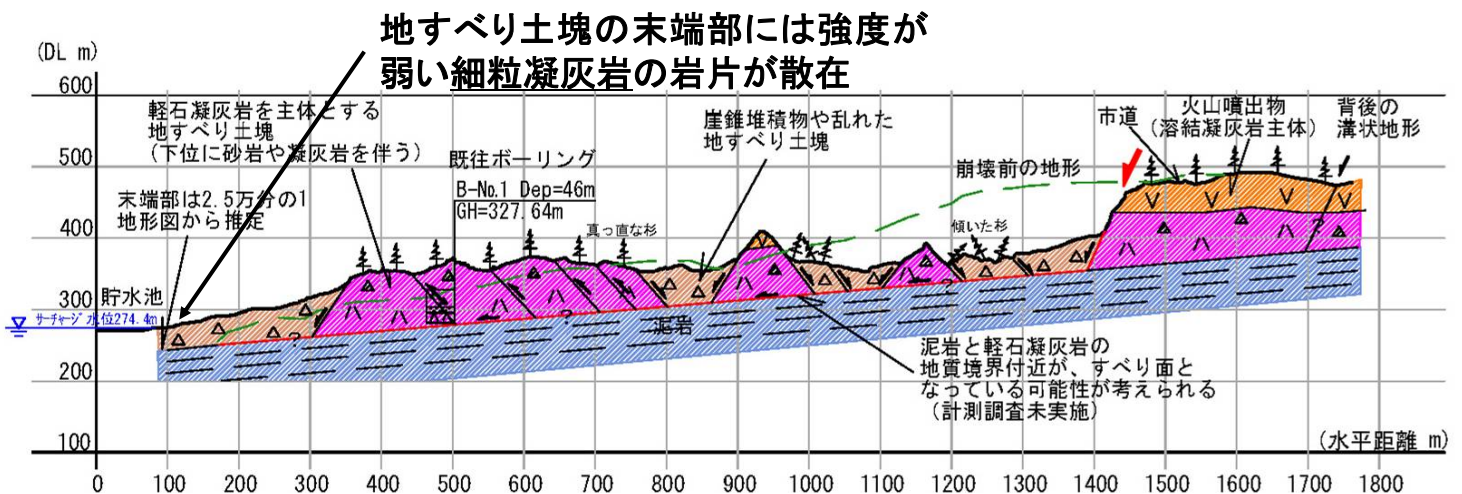 地すべり土塊の末端部には強度が
弱い細粒凝灰岩の岩片が散在
(DL m)
600
500
400
300
200
100
軽石凝灰岩を主体とする
地すべり土塊
(下位に砂岩や凝灰岩を伴う)
末端部は2.5万分の1
地形図から推定
既往ボーリング
B-No.1 Dep=46m
GH=327.64m
真っ直な杉
崖錐堆積物や乱れた
地すべり土塊
崩壊前の地形
傾いた杉
市道
火山噴出物
(溶結凝灰岩主体)
背後の
溝状地形
貯水池
サーチャージ水位274.4m
?
?
?
?
泥岩
泥岩と軽石凝灰岩の
地質境界付近が、すべり面と
なっている可能性が考えられる
(計測調査未実施)
(水平距離 m)
0 100 200 300 400 500 600 700 800 900 1000 1100 1200 1300 1400 1500 1600 1700 1800